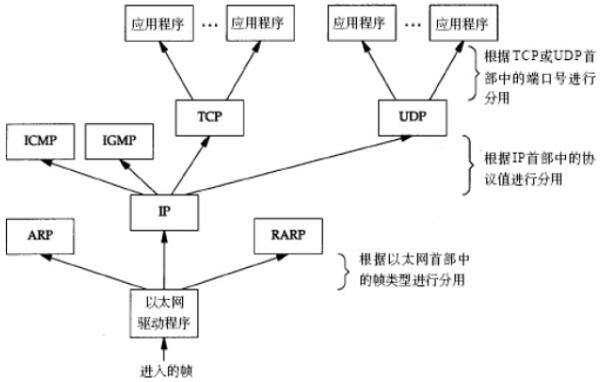 应用程序 … 应用程序 应用程序 … 应用程序
根据TCP或UDP首
部中的端口号进行
分用
TCP UDP
ICMP IGMP
根据IP首部中的协
议值进行分用
IP
ARP RARP
根据以太网首部中
的帧类型进行分用
以太网
驱动程序
进入的帧